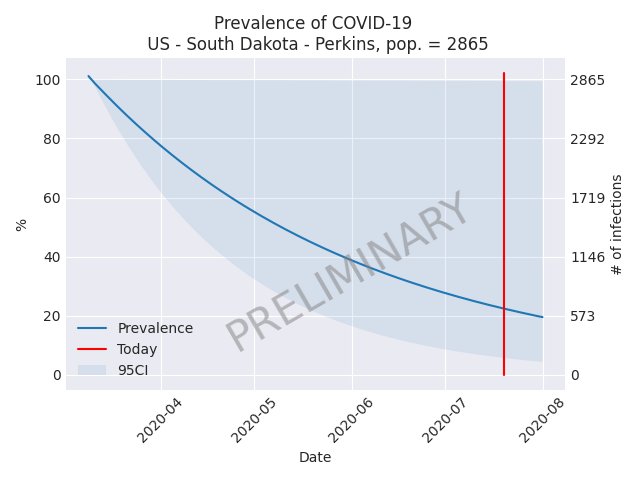 Prevalence of COVID-19
US - South Dakota - Perkins, pop. = 2865
100
80
60
40
20
0
%
2865
2292
1719
1146
573
0
# of infections
PRELIMINARY
Prevalence
Today
95CI
2020-04
2020-05
2020-06
2020-07
2020-08
Date